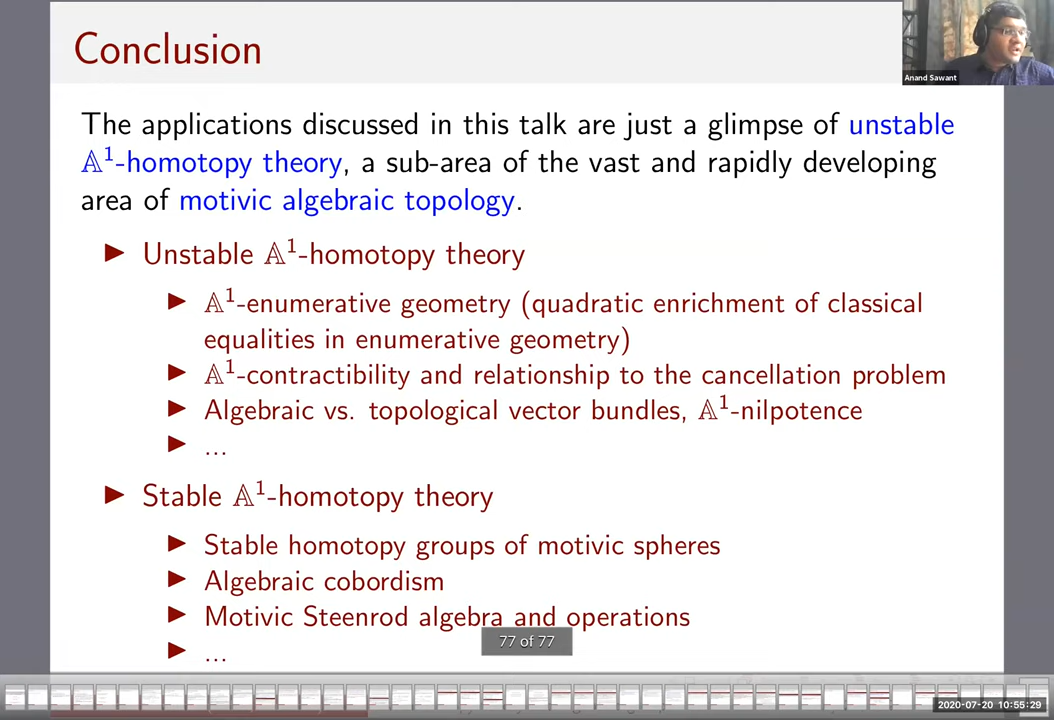 Conclusion
Anand Sawant
The applications discussed in this talk are just a glimpse of unstable
𝔸¹-homotopy theory, a sub-area of the vast and rapidly developing
area of motivic algebraic topology.
▶ Unstable 𝔸¹-homotopy theory
▶ 𝔸¹-enumerative geometry (quadratic enrichment of classical
equalities in enumerative geometry)
▶ 𝔸¹-contractibility and relationship to the cancellation problem
▶ Algebraic vs. topological vector bundles, 𝔸¹-nilpotence
▶ ...
▶ Stable 𝔸¹-homotopy theory
▶ Stable homotopy groups of motivic spheres
▶ Algebraic cobordism
▶ Motivic Steenrod algebra and operations
77 of 77
▶ ...
2020-07-20 10:55:29